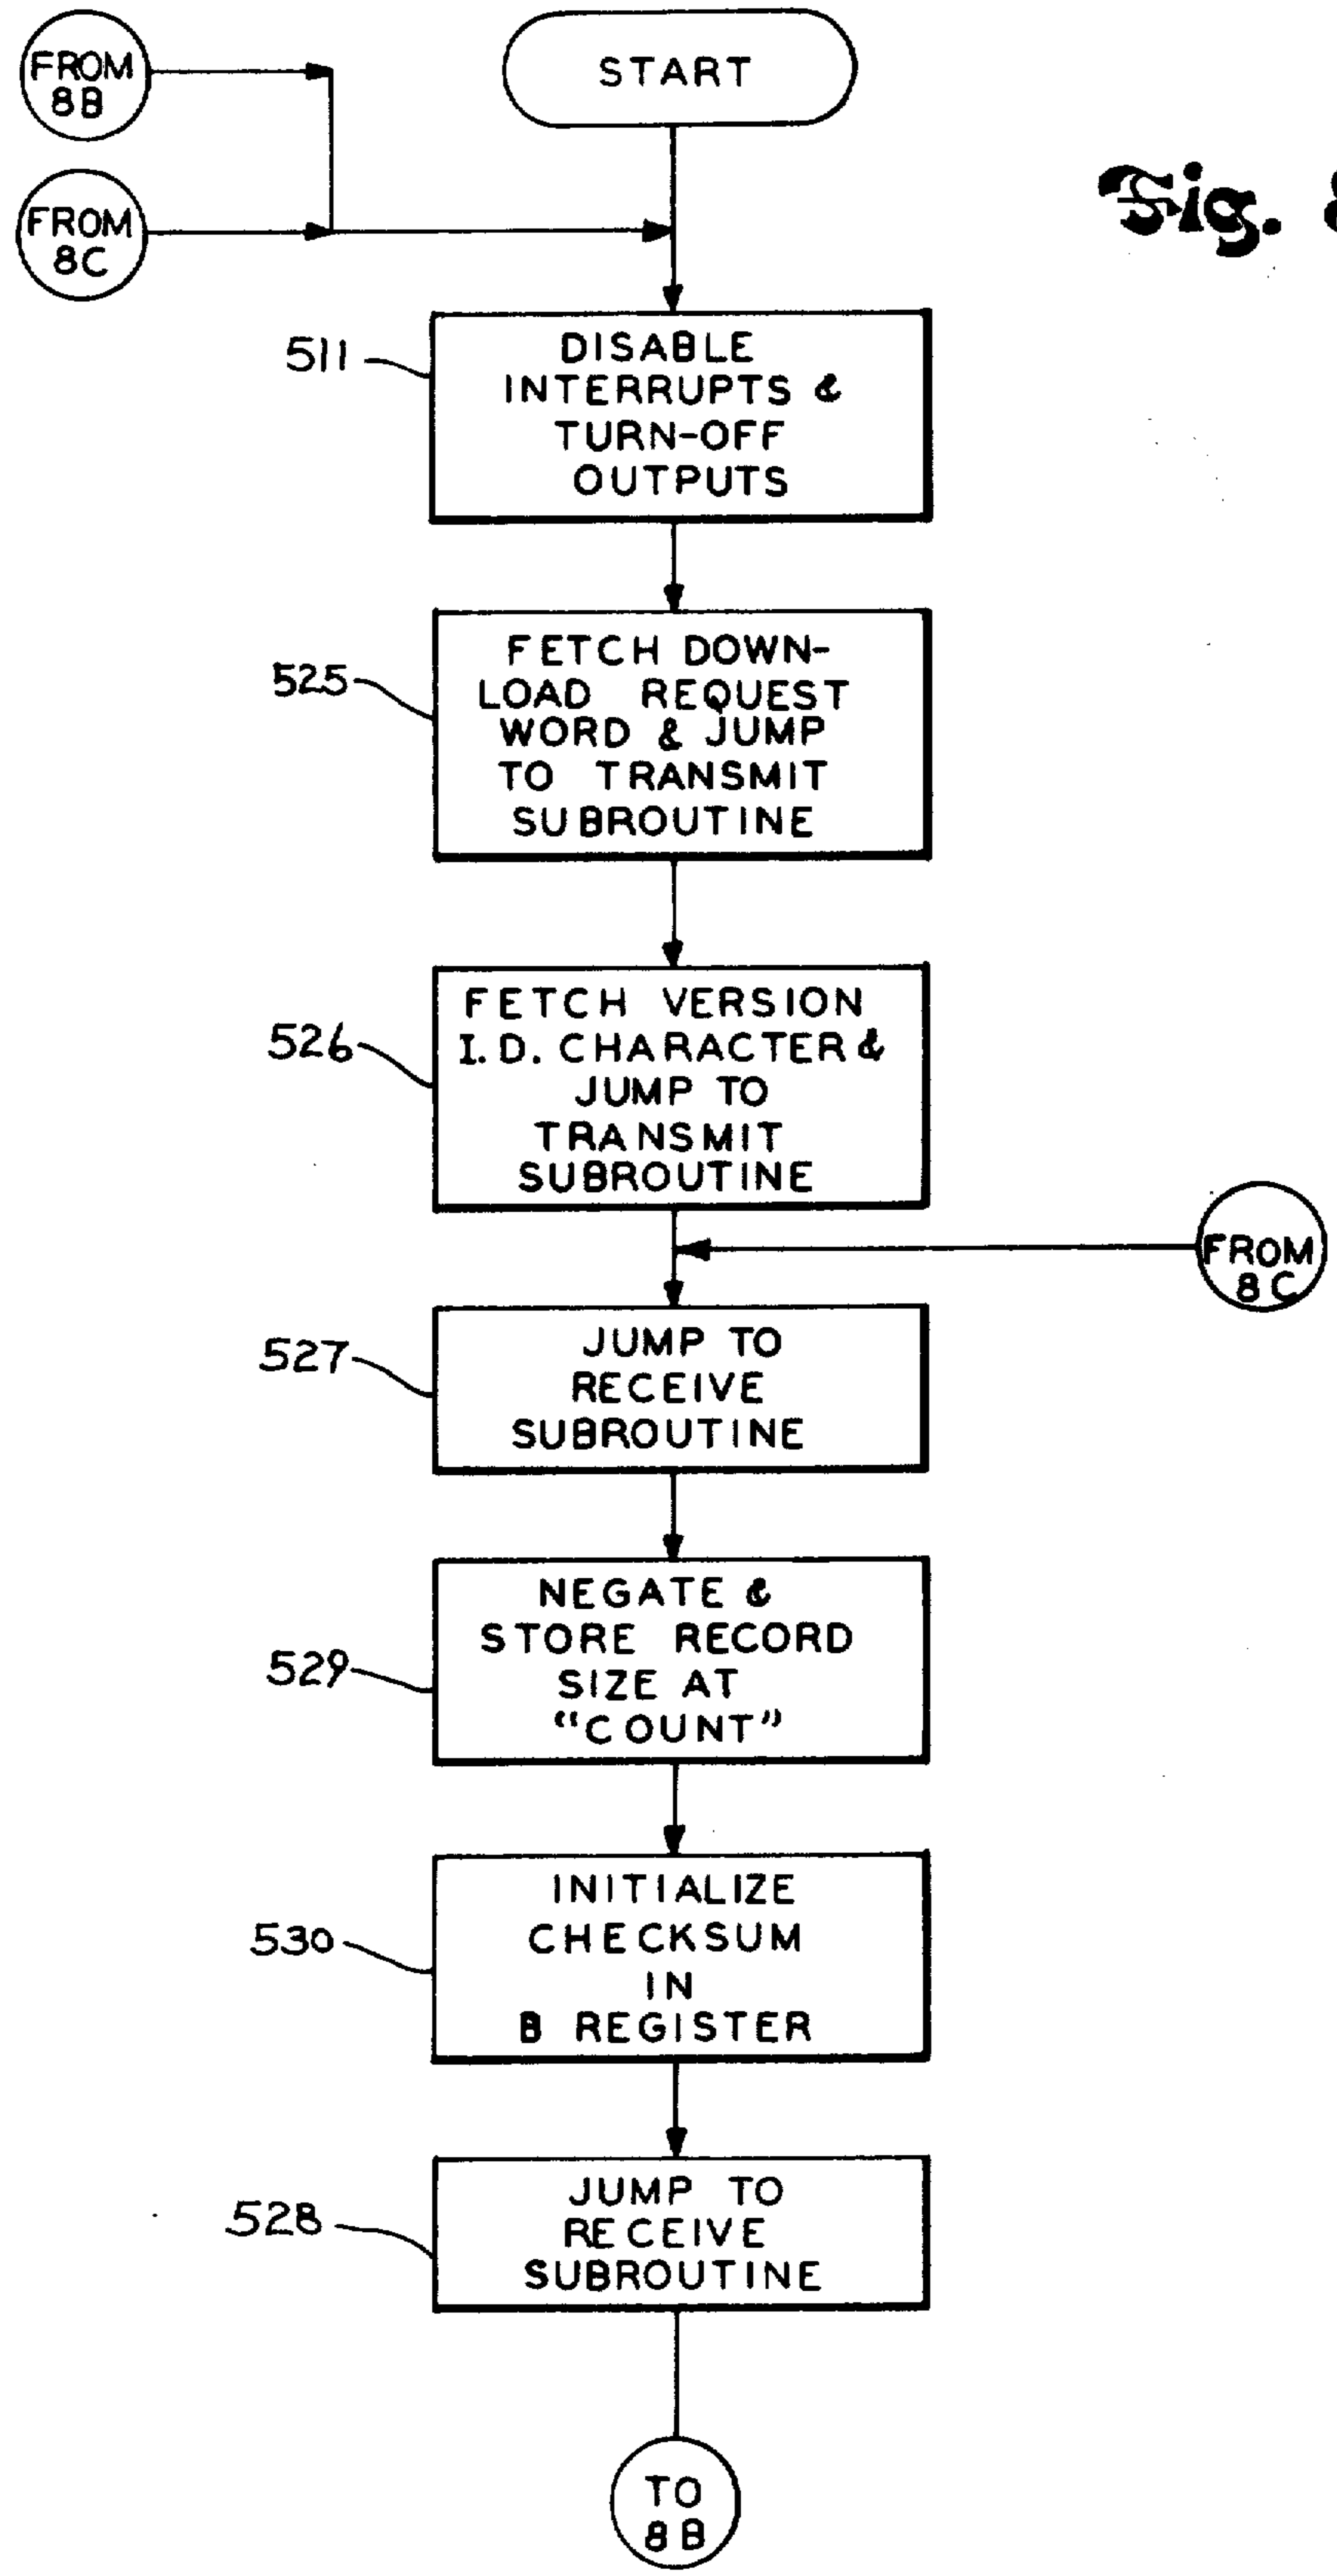 FROM
8B
START
FROM
8C
Fig. 8
511
DISABLE
INTERRUPTS &
TURN-OFF
OUTPUTS
525
FETCH DOWN-
LOAD REQUEST
WORD & JUMP
TO TRANSMIT
SUBROUTINE
526
FETCH VERSION
I.D. CHARACTER &
JUMP TO
TRANSMIT
SUBROUTINE
FROM
8C
527
JUMP TO
RECEIVE
SUBROUTINE
529
NEGATE &
STORE RECORD
SIZE AT
"COUNT"
530
INITIALIZE
CHECKSUM
IN
B REGISTER
528
JUMP TO
RECEIVE
SUBROUTINE
TO
8B